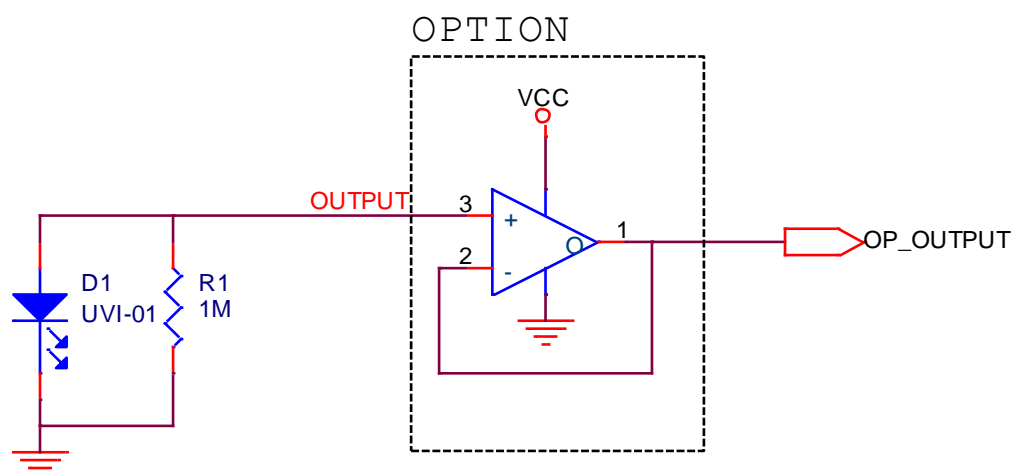 OPTION
VCC
OUTPUT
3
+
1
O
OP_OUTPUT
2
-
D1
UVI-01
R1
1M